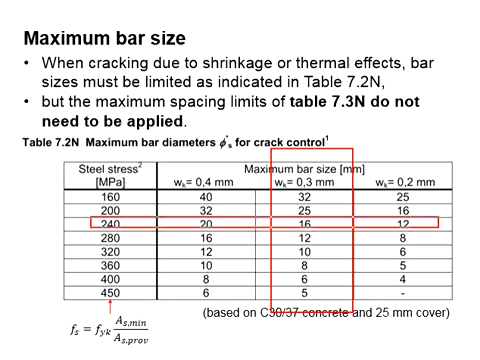 Maximum bar size
• When cracking due to shrinkage or thermal effects, bar
sizes must be limited as indicated in Table 7.2N,
• but the maximum spacing limits of table 7.3N do not
need to be applied.
Table 7.2N Maximum bar diameters ϕ*s for crack control1
Steel stress2 Maximum bar size [mm]
[MPa] wk= 0,4 mm wk= 0,3 mm wk= 0,2 mm
160 40 32 25
200 32 25 16
240 20 16 12
280 16 12 8
320 12 10 6
360 10 8 5
400 8 6 4
450 6 5 -
(based on C30/37 concrete and 25 mm cover)
fs = fyk As,min / As,prov